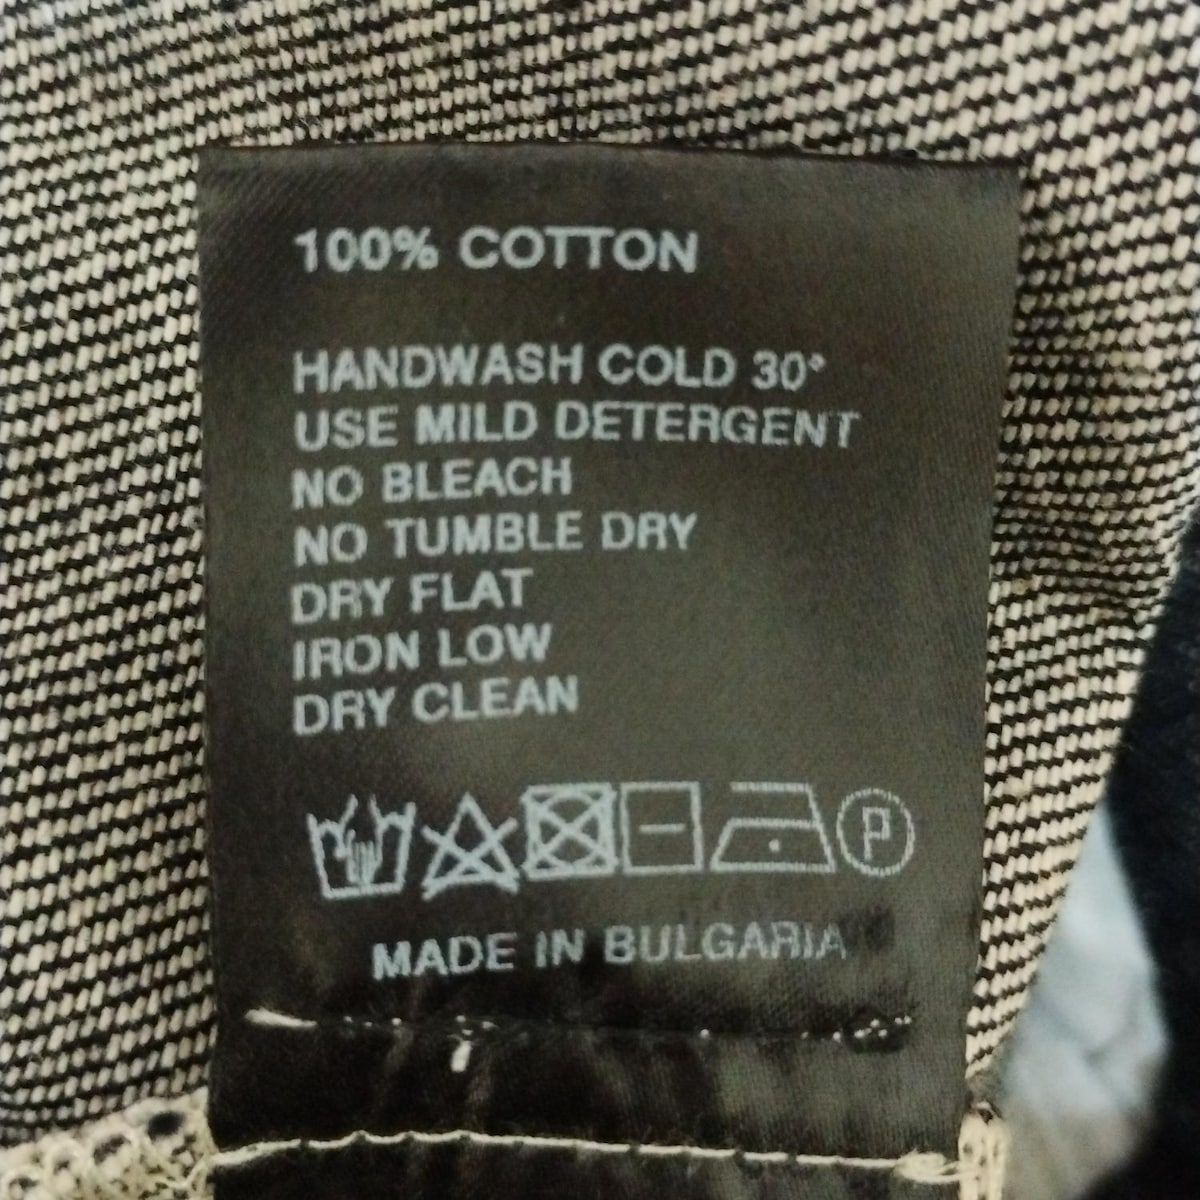 100% COTTON
HANDWASH COLD 30°
USE MILD DETERGENT
NO BLEACH
NO TUMBLE DRY
DRY FLAT
IRON LOW
DRY CLEAN
P
MADE IN BULGARIA